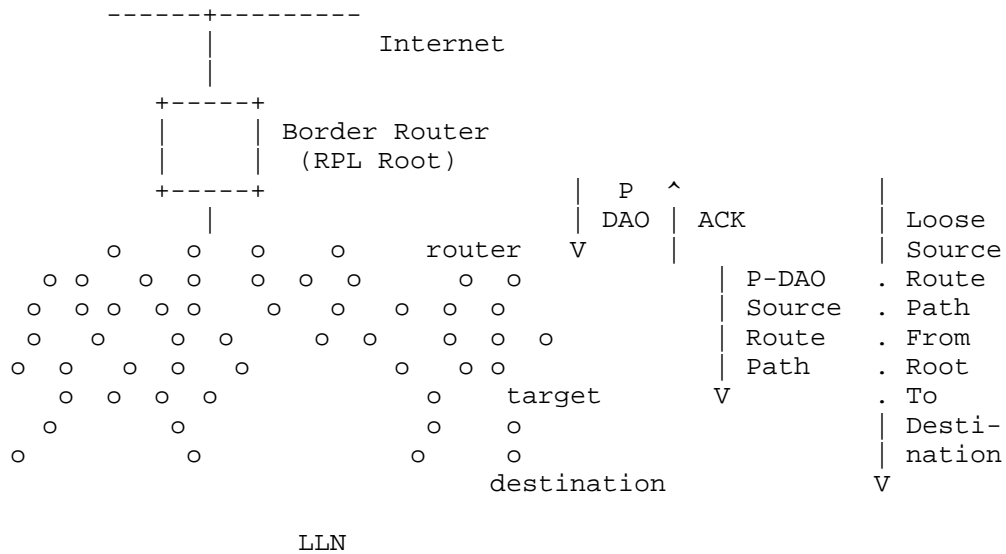 ------+---------
|          Internet
|
+-----+
|     | Border Router
|     |  (RPL Root)
+-----+                   |  P  ^            |
|                      | DAO | ACK        | Loose
o    o   o    o     router   V     |            | Source
o o   o  o   o  o  o      o  o             | P-DAO    . Route
o  o o  o o     o   o   o  o  o             | Source   . Path
o   o    o  o     o  o    o  o  o           | Route    . From
o  o   o  o   o         o   o o             | Path     . Root
o  o  o  o             o    target       V          . To
o       o               o    o                      | Desti-
o          o             o     o                      | nation
destination             V
LLN